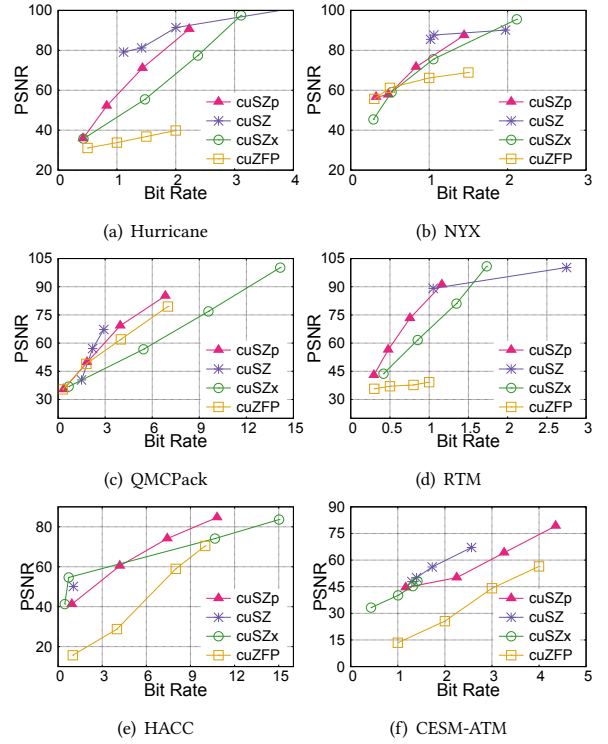 100
80
60
40
20
0 1 2 3 4
PSNR
Bit Rate
cuSZp
cuSZ
cuSZx
cuZFP
(a) Hurricane
100
80
60
40
20
0 1 2 3
PSNR
Bit Rate
cuSZp
cuSZ
cuSZx
cuZFP
(b) NYX
105
90
75
60
45
30
0 3 6 9 12 15
PSNR
Bit Rate
cuSZp
cuSZ
cuSZx
cuZFP
(c) QMCPack
105
90
75
60
45
30
0.5 1 1.5 2 2.5 3
PSNR
Bit Rate
cuSZp
cuSZ
cuSZx
cuZFP
(d) RTM
80
60
40
20
0 3 6 9 12 15
PSNR
Bit Rate
cuSZp
cuSZ
cuSZx
cuZFP
(e) HACC
90
75
60
45
30
15
0
0 1 2 3 4 5
PSNR
Bit Rate
cuSZp
cuSZ
cuSZx
cuZFP
(f) CESM-ATM